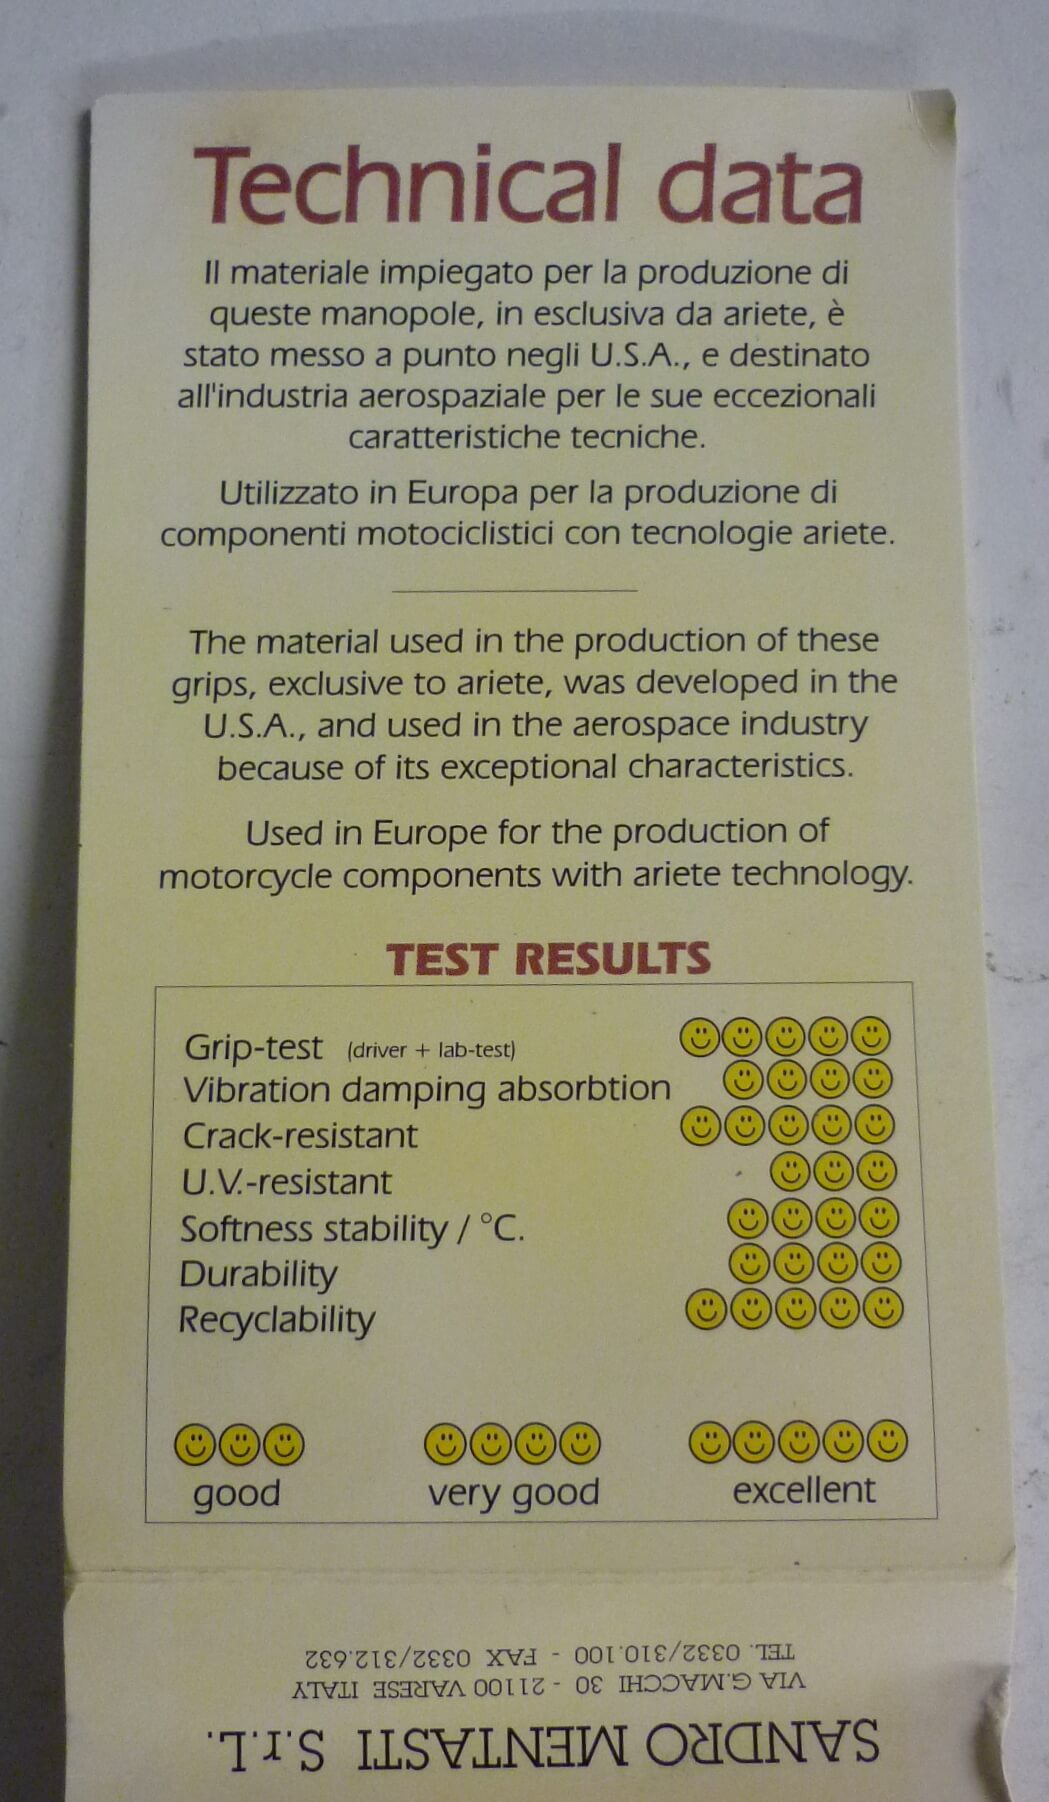 Technical data
Il materiale impiegato per la produzione di
queste manopole, in esclusiva da ariete, è
stato messo a punto negli U.S.A., e destinato
all'industria aerospaziale per le sue eccezionali
caratteristiche tecniche.
Utilizzato in Europa per la produzione di
componenti motociclistici con tecnologie ariete.
The material used in the production of these
grips, exclusive to ariete, was developed in the
U.S.A., and used in the aerospace industry
because of its exceptional characteristics.
Used in Europe for the production of
motorcycle components with ariete technology.
TEST RESULTS
Grip-test (driver + lab-test)
Vibration damping absorbtion
Crack-resistant
U.V.-resistant
Softness stability / °C.
Durability
Recyclability
good very good excellent
SANDRO MENTASTI S.r.L.
VIA G.MACCHI 30 - 21100 VARESE ITALY
TEL. 0332/310.100 - FAX 0332/312.632